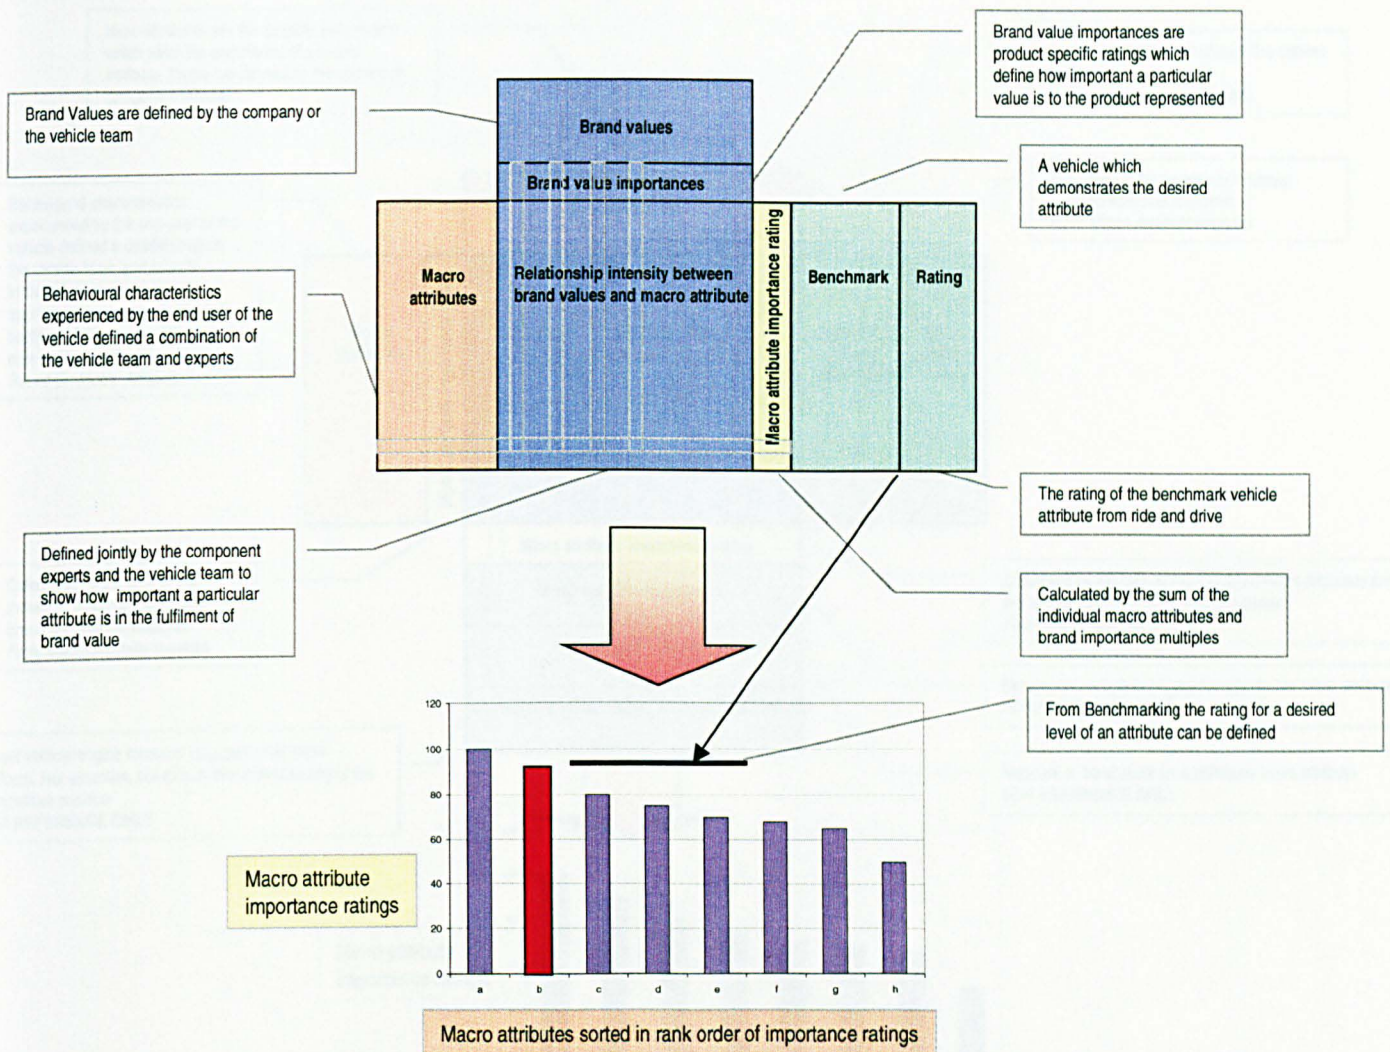 Brand value importances are
product specific ratings which
define how important a particular
value is to the product represented
Brand Values are defined by the company or
the vehicle team
Brand values
A vehicle which
demonstrates the desired
attribute
Brand value importances
Behavioural characteristics
experienced by the end user of the
vehicle defined a combination of
the vehicle team and experts
Macro
attributes
Relationship intensity between
brand values and macro attribute
Macro attribute importance rating
Benchmark
Rating
The rating of the benchmark vehicle
attribute from ride and drive
Defined jointly by the component
experts and the vehicle team to
show how important a particular
attribute is in the fulfilment of
brand value
Calculated by the sum of the
individual macro attributes and
brand importance multiples
From Benchmarking the rating for a desired
level of an attribute can be defined
120
100
80
60
40
20
0
a b c d e f g h
Macro attribute
importance ratings
Macro attributes sorted in rank order of importance ratings